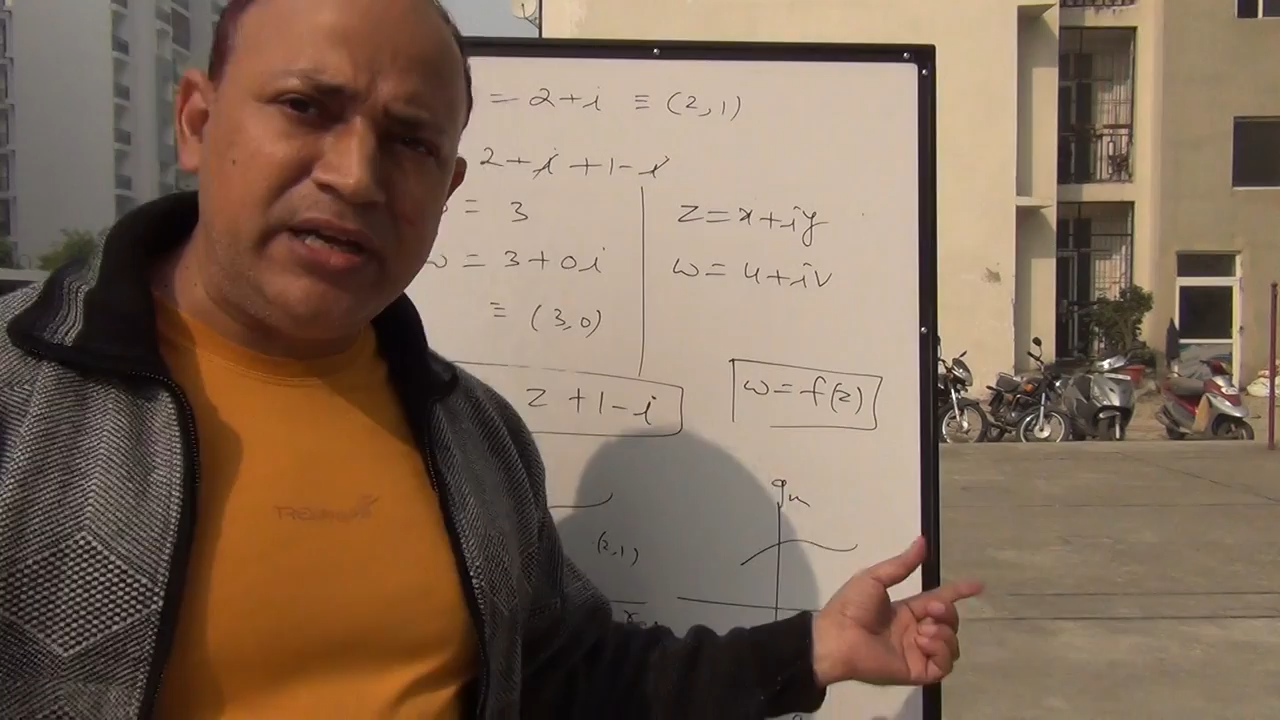 = 2+i ≡ (2,1)
2+i+1-i
= 3
ω = 3+0i
≡ (3,0)
z = x+iy
ω = u+iv
z+1-i
ω = f(z)
(2,1)